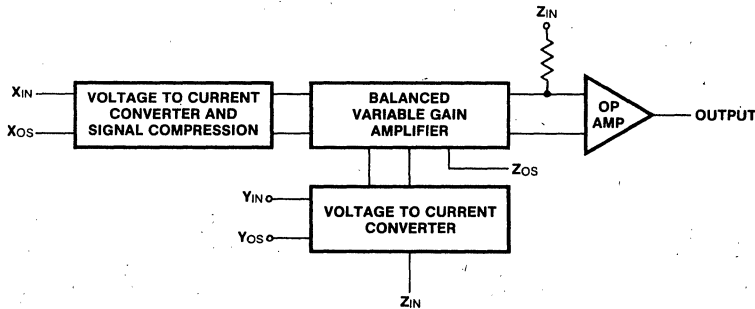 ZIN
XIN
XOS
VOLTAGE TO CURRENT
CONVERTER AND
SIGNAL COMPRESSION
BALANCED
VARIABLE GAIN
AMPLIFIER
OP
AMP
OUTPUT
ZOS
YIN
YOS
VOLTAGE TO CURRENT
CONVERTER
ZIN